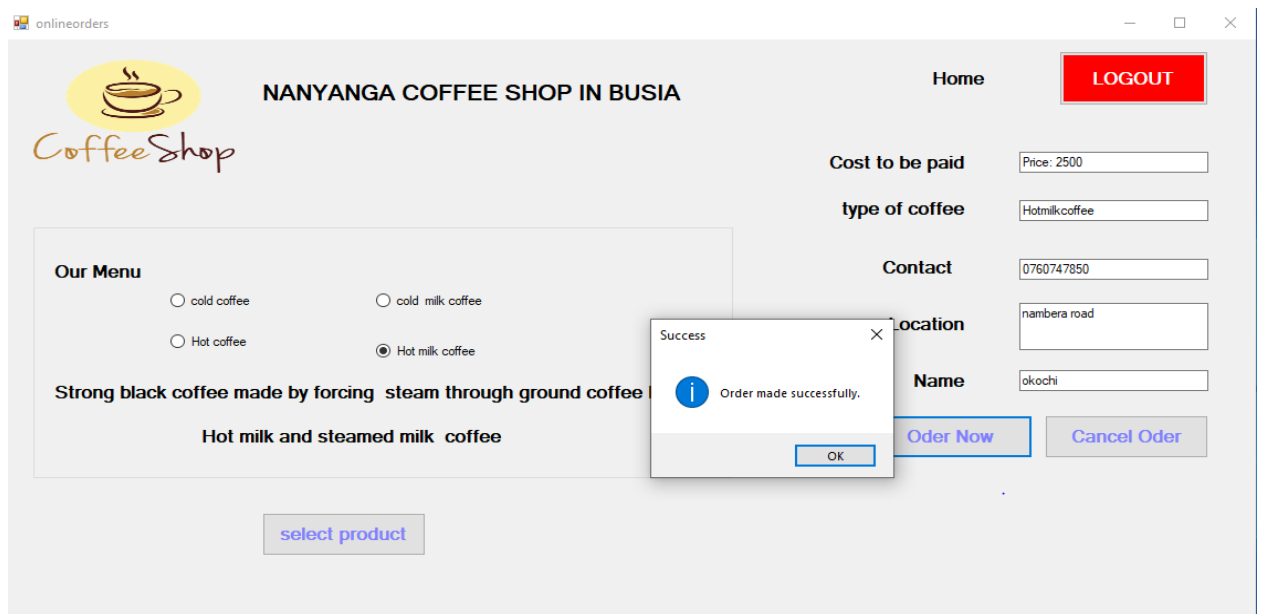 onlineorders
NANYANGA COFFEE SHOP IN BUSIA
Home
LOGOUT
CoffeeShop
Cost to be paid
Price: 2500
type of coffee
Hotmilkcoffee
Our Menu
cold coffee
cold milk coffee
Hot coffee
Hot milk coffee
Strong black coffee made by forcing steam through ground coffee
Hot milk and steamed milk coffee
select product
Contact
0760747850
Location
nambera road
Name
okochi
Oder Now
Cancel Oder
Success
Order made successfully.
OK